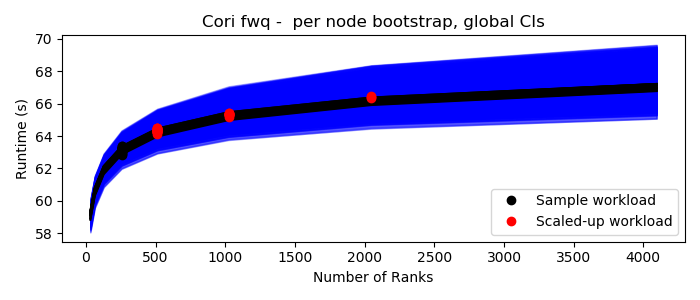 Cori fwq -  per node bootstrap, global CIs
Runtime (s)
70
68
66
64
62
60
58
Sample workload
Scaled-up workload
0 500 1000 1500 2000 2500 3000 3500 4000
Number of Ranks